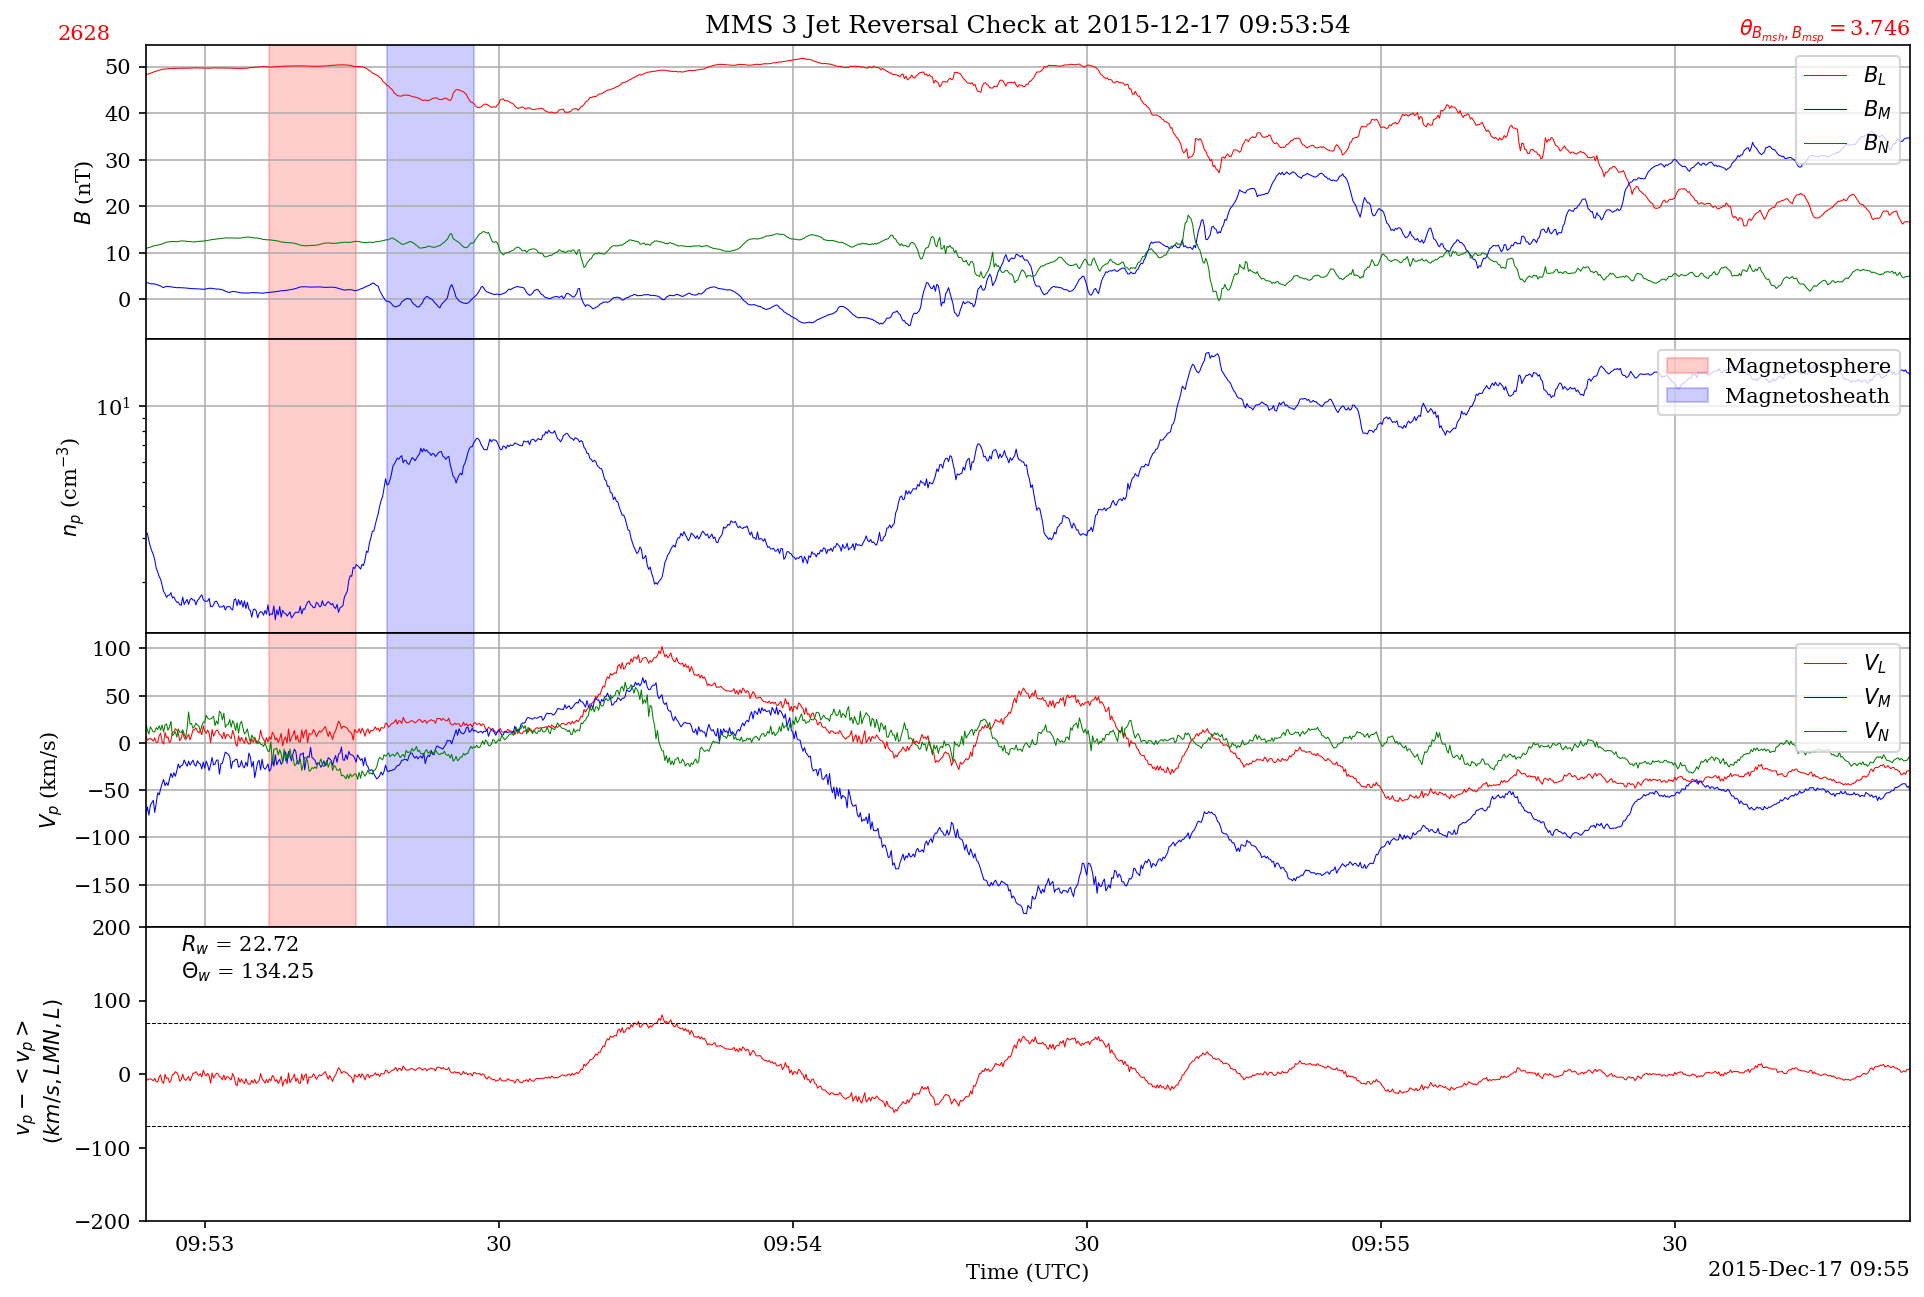 2628
MMS 3 Jet Reversal Check at 2015-12-17 09:53:54
θ_{B_{msh}, B_{msp}} = 3.746
50
40
30
20
10
0
B (nT)
B_L
B_M
B_N
10^1
n_p (cm^{-3})
Magnetosphere
Magnetosheath
100
50
0
−50
−100
−150
V_p (km/s)
V_L
V_M
V_N
200
100
0
−100
−200
v_p − < v_p >
(km/s, LMN, L)
R_w = 22.72
Θ_w = 134.25
09:53
30
09:54
30
09:55
30
Time (UTC)
2015-Dec-17 09:55